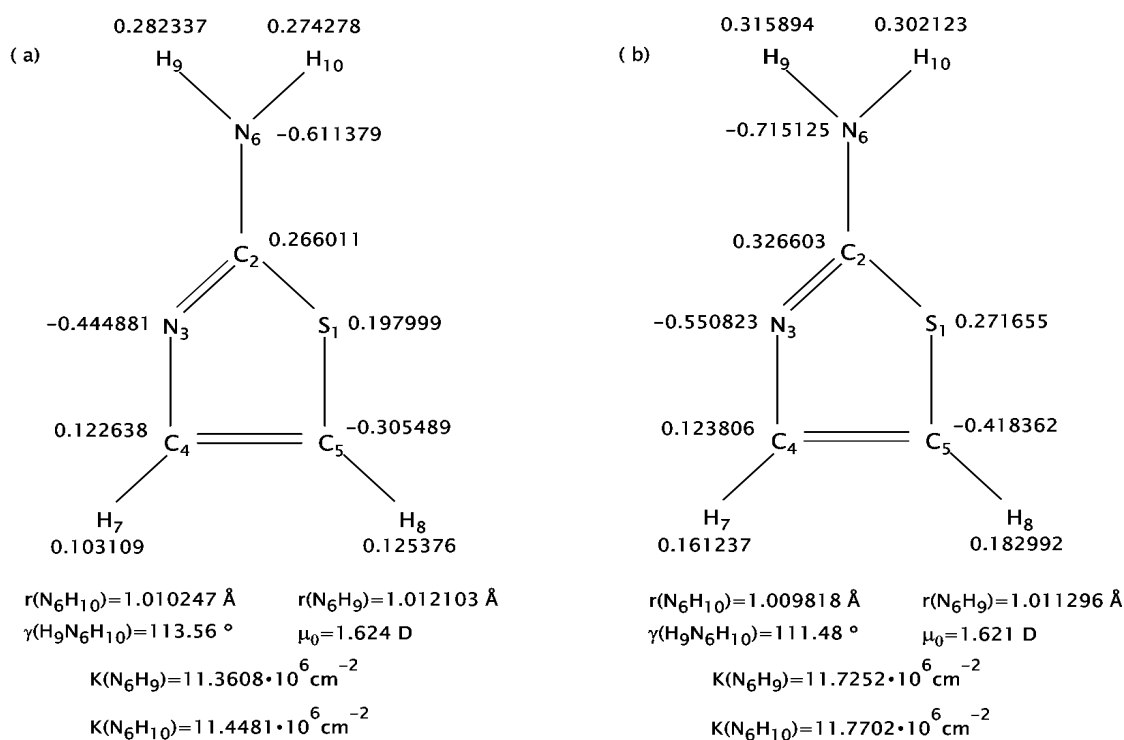 (a)
0.282337 0.274278
H9 H10
N6 −0.611379
C2 0.266011
−0.444881 N3 S1 0.197999
0.122638 C4 C5 −0.305489
H7 H8
0.103109 0.125376
r(N6H10)=1.010247 Å r(N6H9)=1.012103 Å
γ(H9N6H10)=113.56 º μ0=1.624 D
K(N6H9)=11.3608•10^6cm^−2
K(N6H10)=11.4481•10^6cm^−2
(b)
0.315894 0.302123
H9 H10
−0.715125 N6
0.326603 C2
−0.550823 N3 S1 0.271655
0.123806 C4 C5 −0.418362
H7 H8
0.161237 0.182992
r(N6H10)=1.009818 Å r(N6H9)=1.011296 Å
γ(H9N6H10)=111.48 º μ0=1.621 D
K(N6H9)=11.7252•10^6cm^−2
K(N6H10)=11.7702•10^6cm^−2